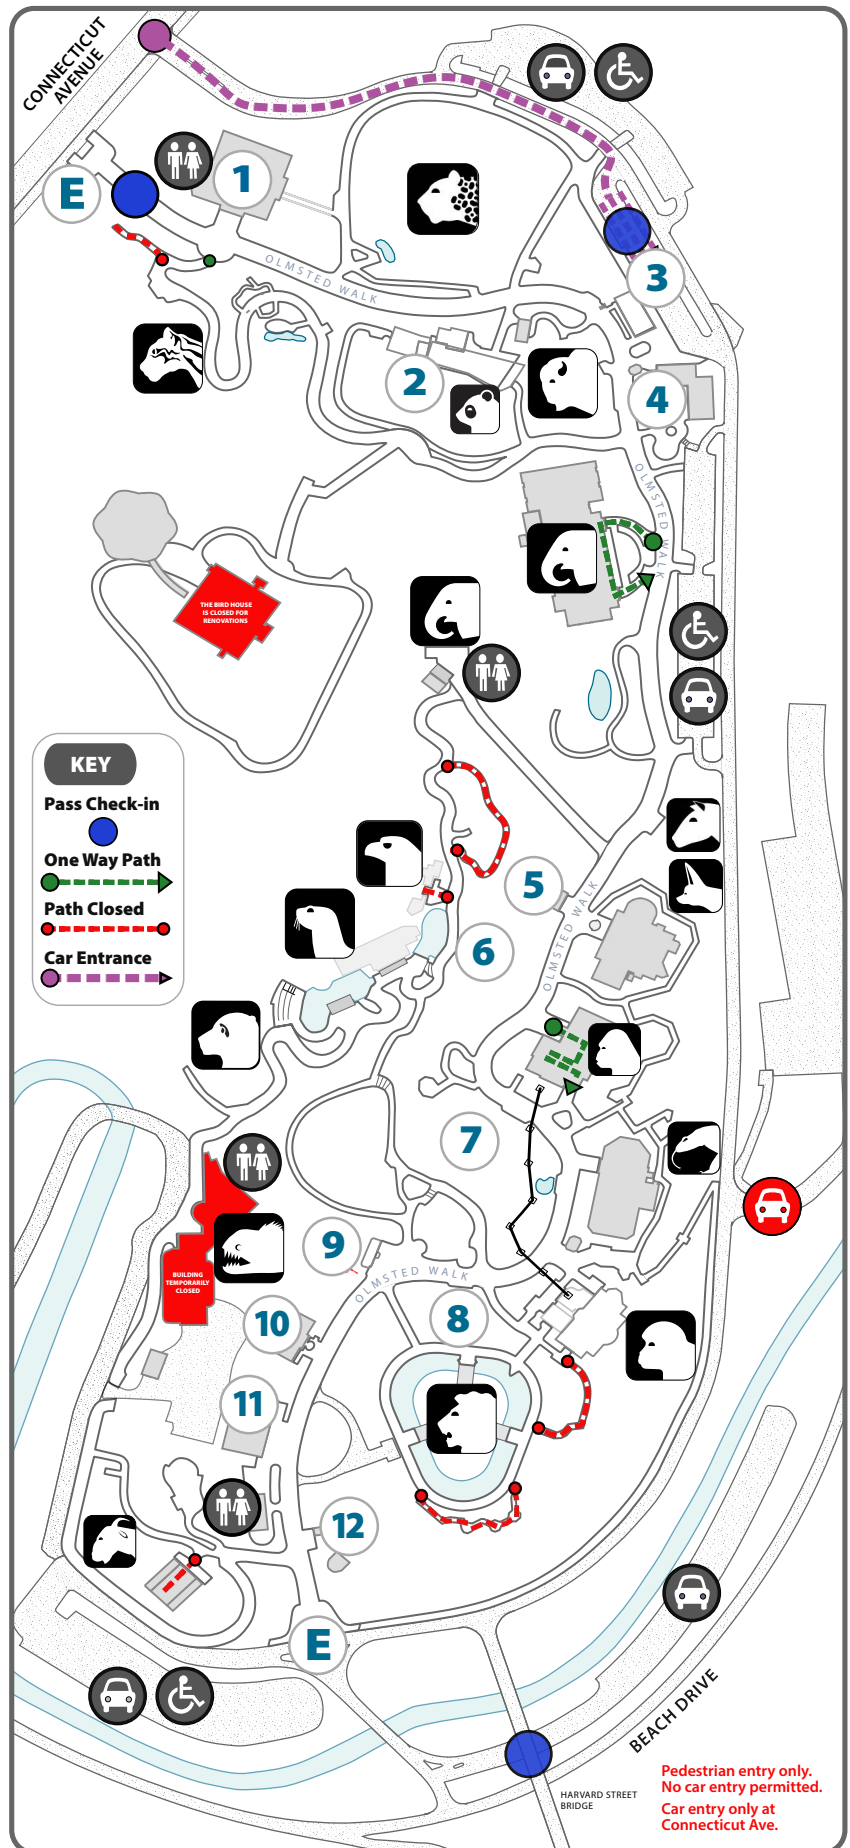 CONNECTICUT
AVENUE
E
1
OLMSTED WALK
3
2
4
OLMSTED WALK
THE BIRD HOUSE
IS CLOSED FOR
RENOVATIONS
KEY
Pass Check-in
One Way Path
Path Closed
Car Entrance
5
OLMSTED WALK
6
7
9
OLMSTED WALK
BUILDING
TEMPORARILY
CLOSED
10
8
11
12
E
BEACH DRIVE
HARVARD STREET
BRIDGE
Pedestrian entry only.
No car entry permitted.
Car entry only at
Connecticut Ave.